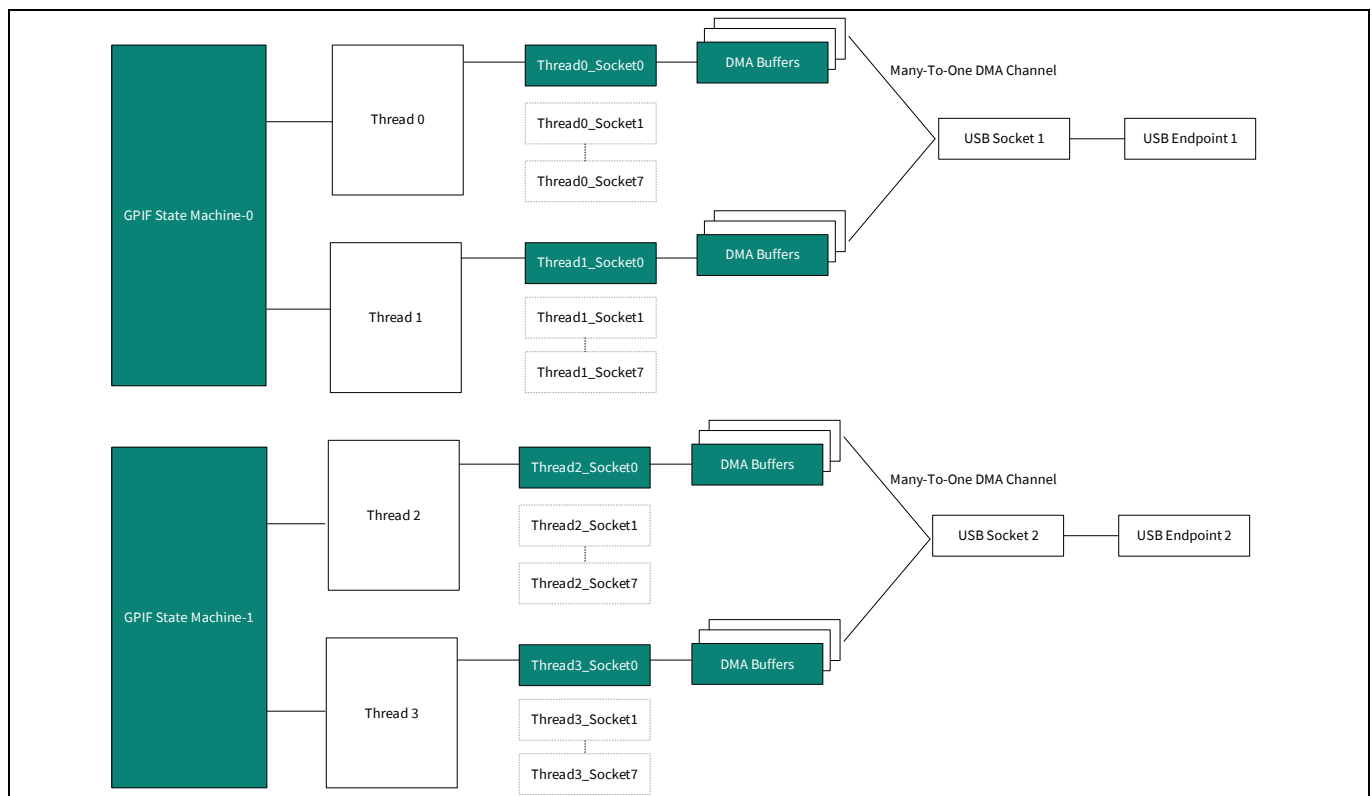 GPIF State Machine-0
Thread 0
Thread0_Socket0
DMA Buffers
Many-To-One DMA Channel
Thread0_Socket1
Thread0_Socket7
USB Socket 1
USB Endpoint 1
Thread 1
Thread1_Socket0
DMA Buffers
Thread1_Socket1
Thread1_Socket7
GPIF State Machine-1
Thread 2
Thread2_Socket0
DMA Buffers
Many-To-One DMA Channel
Thread2_Socket1
Thread2_Socket7
USB Socket 2
USB Endpoint 2
Thread 3
Thread3_Socket0
DMA Buffers
Thread3_Socket1
Thread3_Socket7